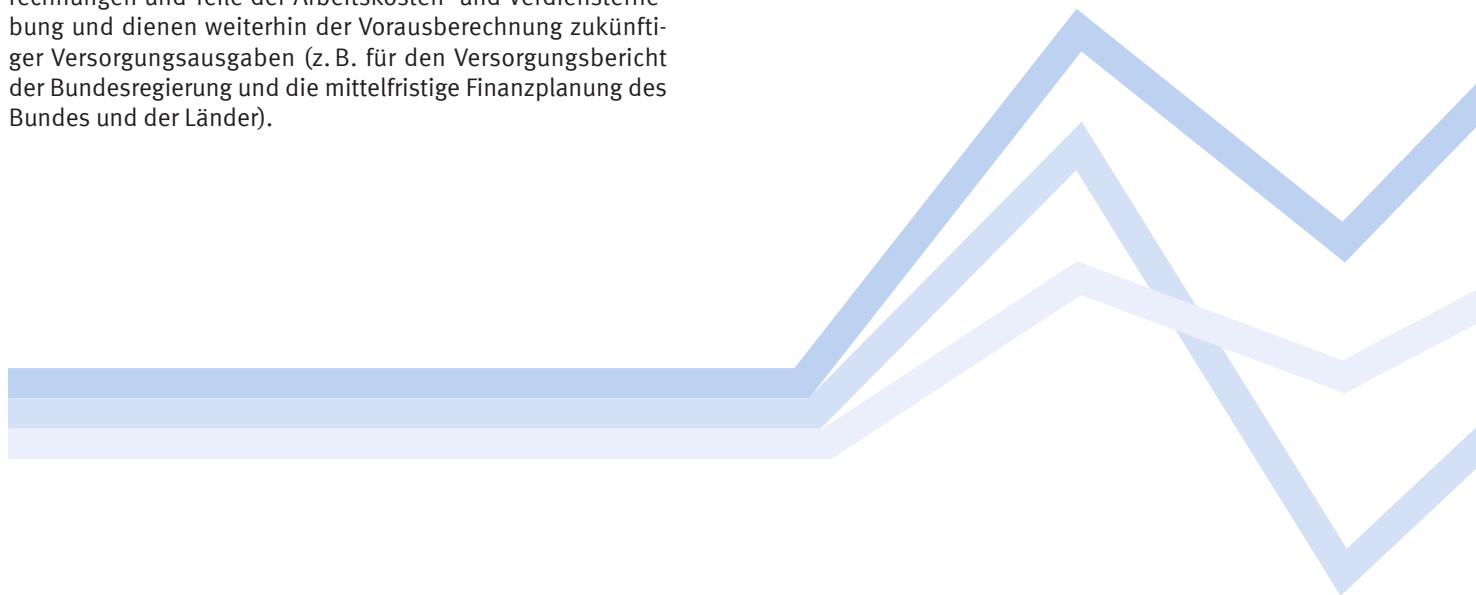 bung und dienen weiterhin der Vorausberechnung zukünfti-
ger Versorgungsausgaben (z. B. für den Versorgungsbericht
der Bundesregierung und die mittelfristige Finanzplanung des
Bundes und der Länder).